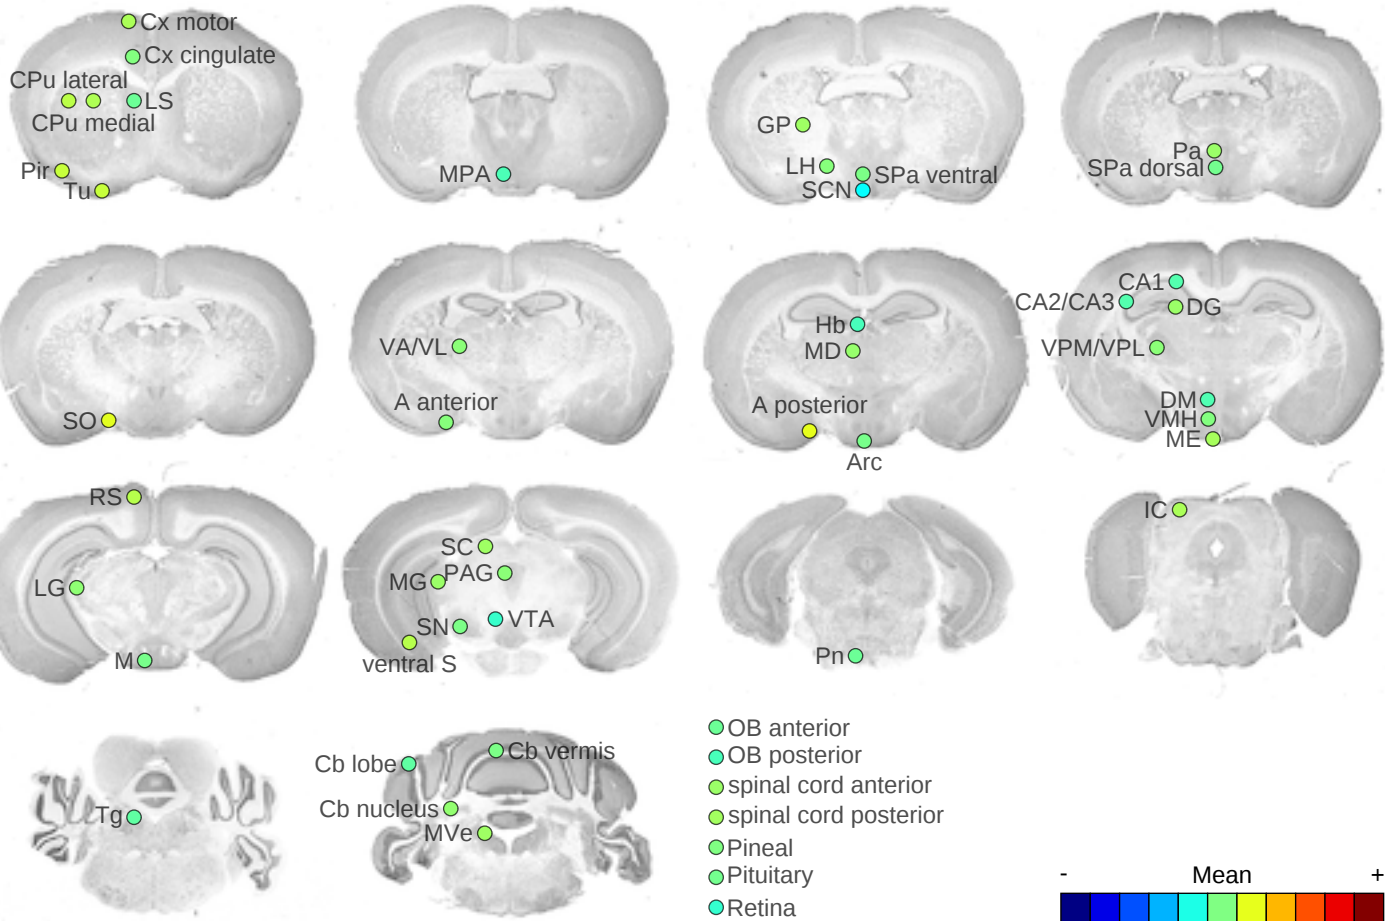 Cx motor
Cx cingulate
CPu lateral
LS
CPu medial
Pir
Tu
MPA
GP
LH
SPa ventral
SCN
Pa
SPa dorsal
SO
VA/VL
A anterior
Hb
MD
A posterior
Arc
CA1
CA2/CA3
DG
VPM/VPL
DM
VMH
ME
RS
LG
M
SC
MG
PAG
SN
VTA
ventral S
Pn
IC
Tg
Cb lobe
Cb vermis
Cb nucleus
MVe
OB anterior
OB posterior
spinal cord anterior
spinal cord posterior
Pineal
Pituitary
Retina
- Mean +